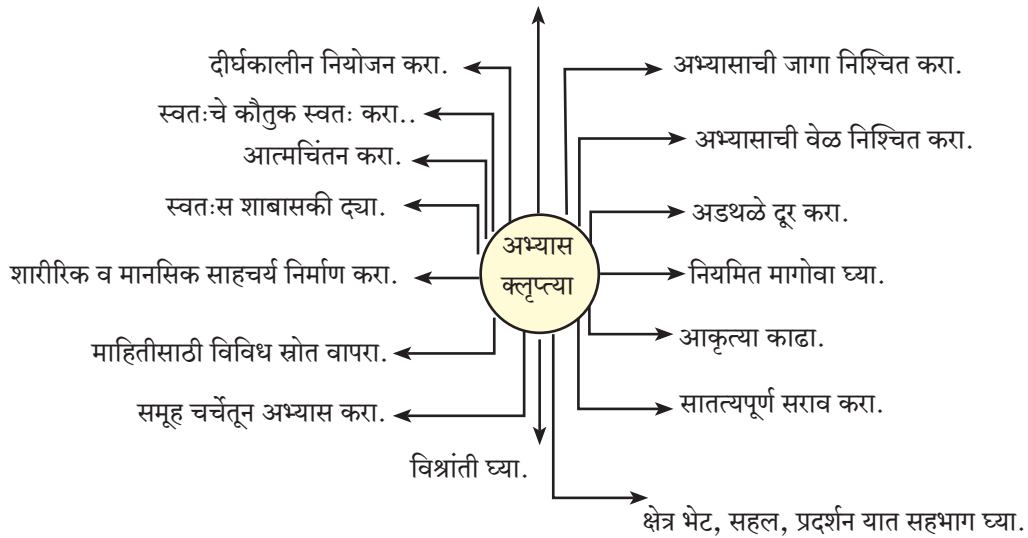 दीर्घकालीन नियोजन करा.
स्वतःचे कौतुक स्वतः करा..
आत्मचिंतन करा.
स्वतःस शाबासकी द्या.
शारीरिक व मानसिक साहचर्य निर्माण करा.
माहितीसाठी विविध स्रोत वापरा.
समूह चर्चेतून अभ्यास करा.
विश्रांती घ्या.
अभ्यास
क्लृप्त्या
अभ्यासाची जागा निश्चित करा.
अभ्यासाची वेळ निश्चित करा.
अडथळे दूर करा.
नियमित मागोवा घ्या.
आकृत्या काढा.
सातत्यपूर्ण सराव करा.
क्षेत्र भेट, सहल, प्रदर्शन यात सहभाग घ्या.